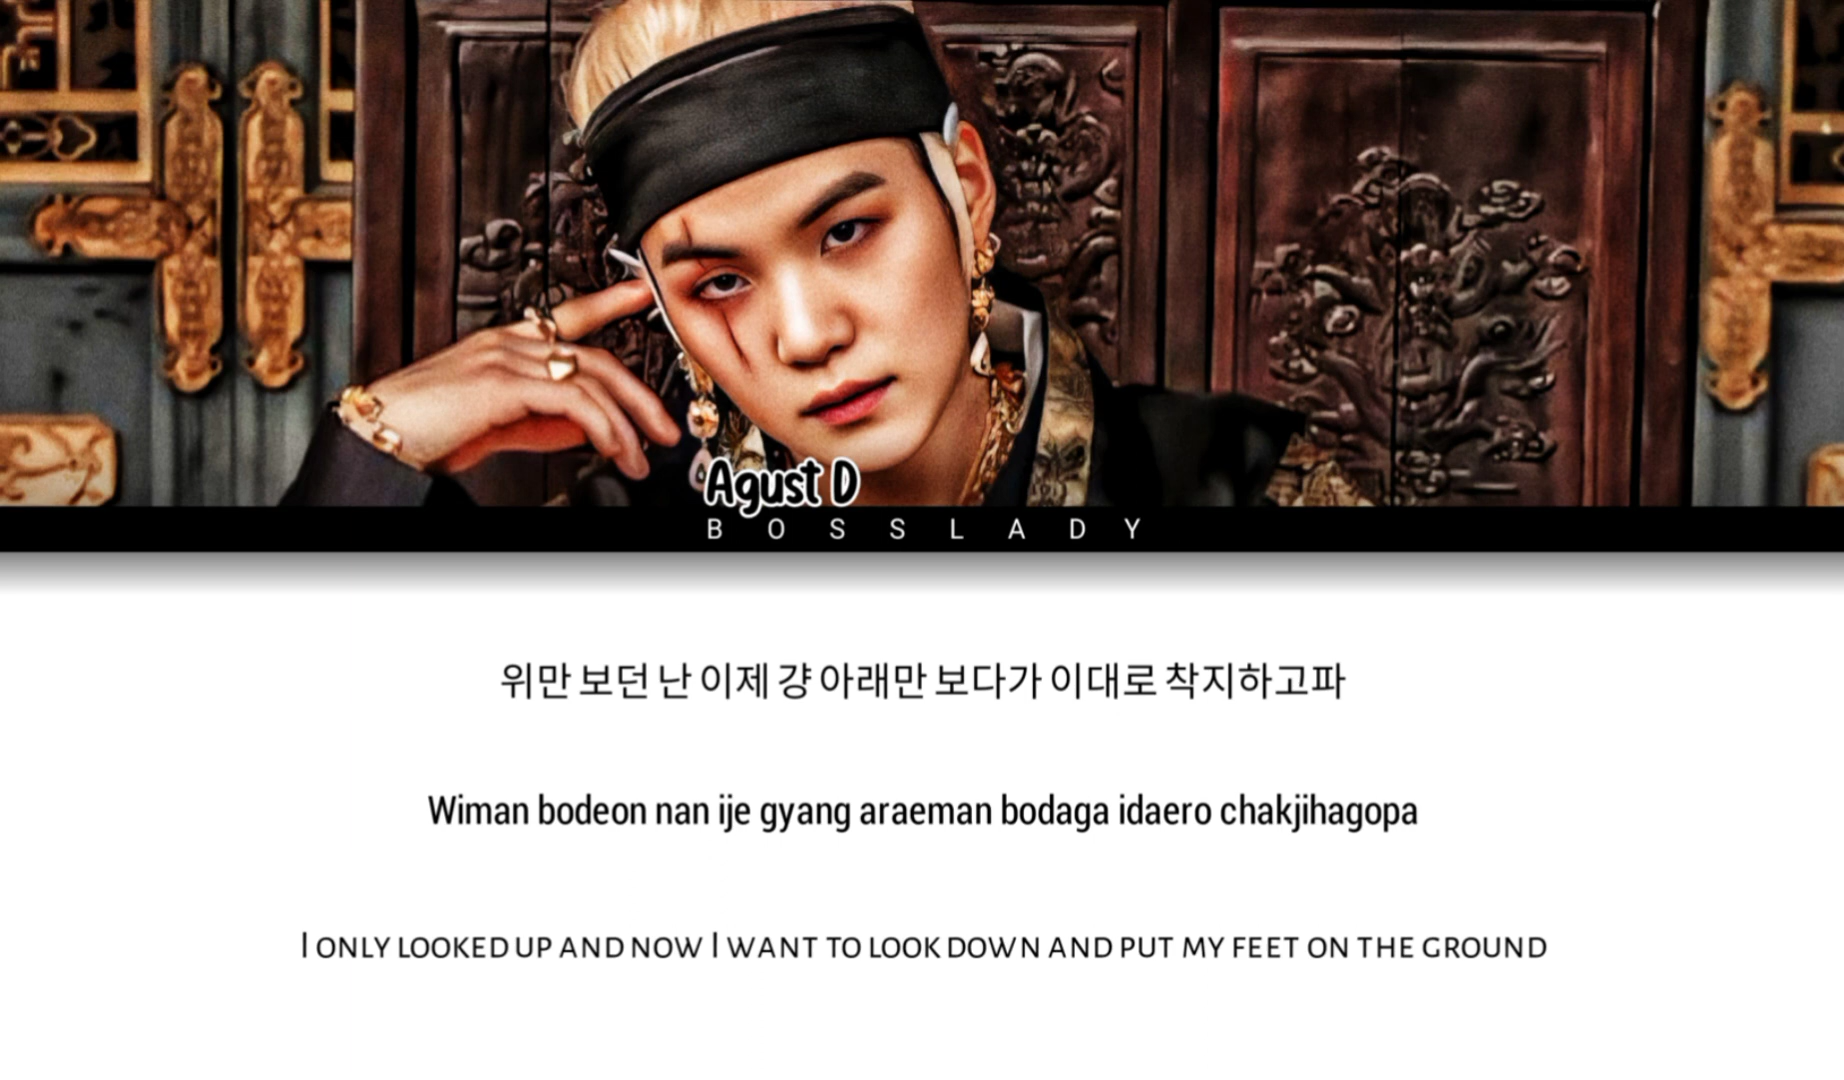 Agust D
BOSSLADY
위만 보던 난 이제 걍 아래만 보다가 이대로 착지하고파
Wiman bodeon nan ije gyang araeman bodaga idaero chakjihagopa
I ONLY LOOKED UP AND NOW I WANT TO LOOK DOWN AND PUT MY FEET ON THE GROUND